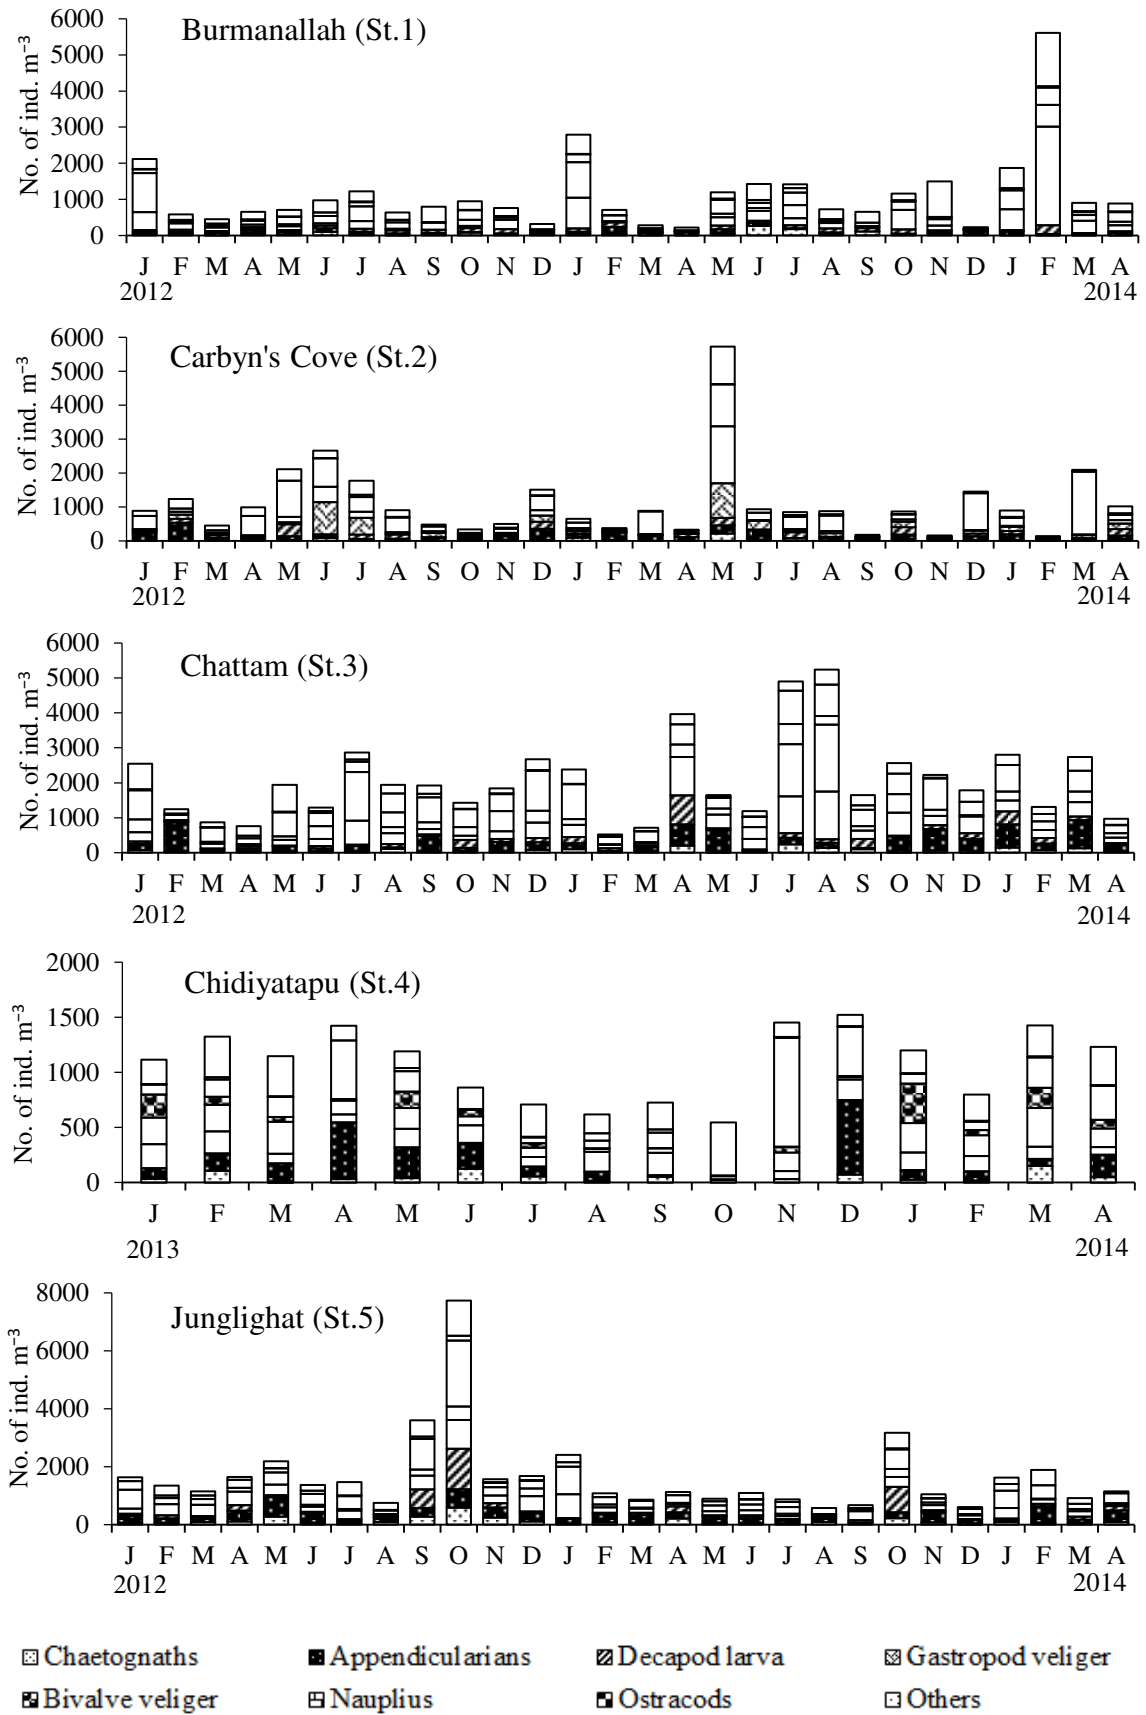 Burmanallah (St.1)
No. of ind. m⁻³
6000
5000
4000
3000
2000
1000
0
J F M A M J J A S O N D J F M A M J J A S O N D J F M A
2012 2014
Carbyn's Cove (St.2)
No. of ind. m⁻³
6000
5000
4000
3000
2000
1000
0
J F M A M J J A S O N D J F M A M J J A S O N D J F M A
2012 2014
Chattam (St.3)
No. of ind. m⁻³
6000
5000
4000
3000
2000
1000
0
J F M A M J J A S O N D J F M A M J J A S O N D J F M A
2012 2014
Chidiyatapu (St.4)
No. of ind. m⁻³
2000
1500
1000
500
0
J F M A M J J A S O N D J F M A
2013 2014
Junglighat (St.5)
No. of ind. m⁻³
8000
6000
4000
2000
0
J F M A M J J A S O N D J F M A M J J A S O N D J F M A
2012 2014
Chaetognaths Appendicularians Decapod larva Gastropod veliger
Bivalve veliger Nauplius Ostracods Others